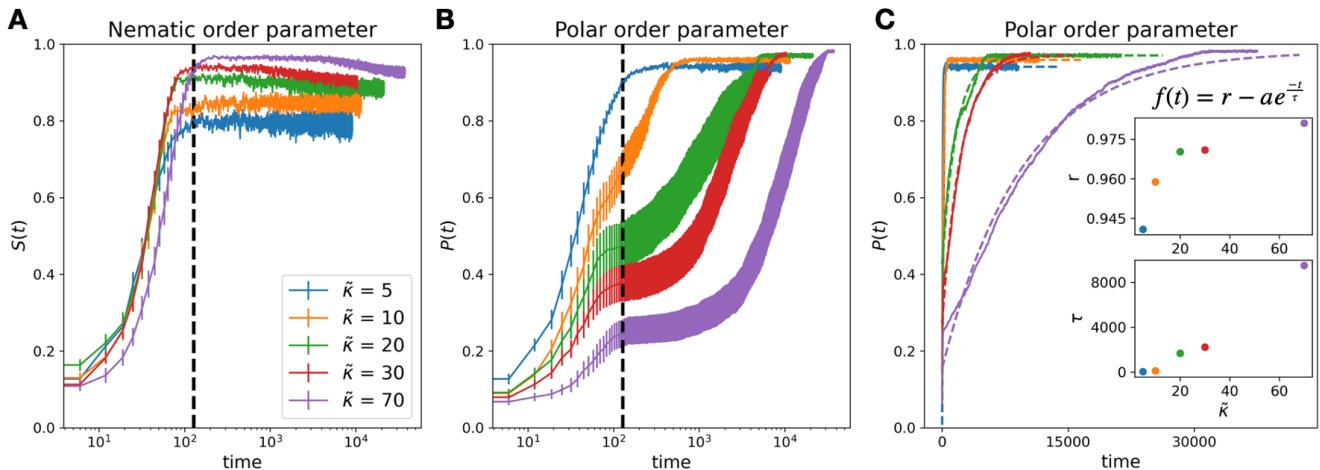 A
Nematic order parameter
1.0
0.8
0.6
0.4
0.2
0.0
S(t)
10¹
10²
10³
10⁴
time
κ̃ = 5
κ̃ = 10
κ̃ = 20
κ̃ = 30
κ̃ = 70
B
Polar order parameter
1.0
0.8
0.6
0.4
0.2
0.0
P(t)
10¹
10²
10³
10⁴
time
C
Polar order parameter
1.0
0.8
0.6
0.4
0.2
0.0
P(t)
0
15000
30000
time
f(t) = r − ae^(−t/τ)
0.975
0.960
0.945
r
20
40
60
8000
4000
0
τ
20
40
60
κ̃